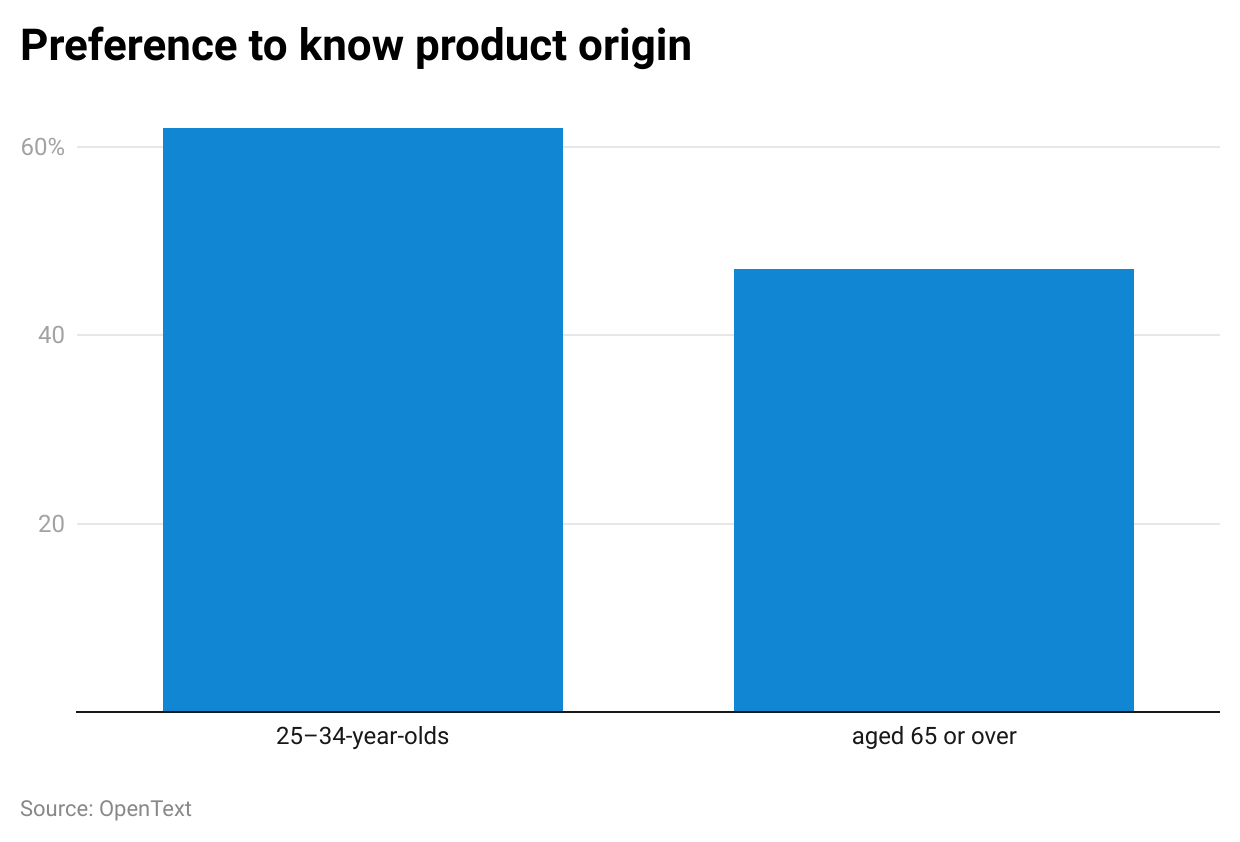 Preference to know product origin
60%
40
20
25–34-year-olds
aged 65 or over
Source: OpenText